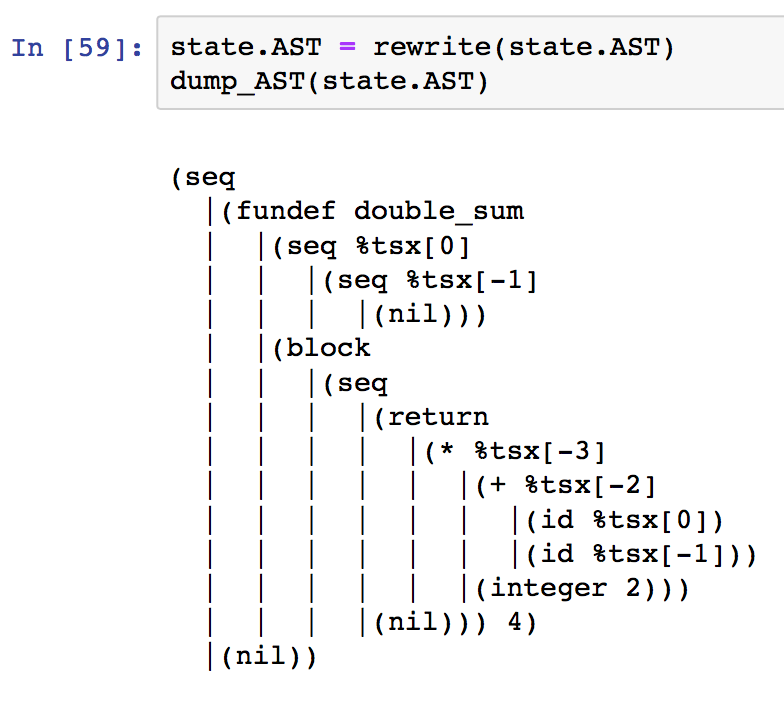 In [59]: state.AST = rewrite(state.AST)
dump_AST(state.AST)
(seq
  |(fundef double_sum
  |  |(seq %tsx[0]
  |  |  |(seq %tsx[-1]
  |  |  |  |(nil)))
  |  |(block
  |  |  |(seq
  |  |  |  |(return
  |  |  |  |  |(* %tsx[-3]
  |  |  |  |  |  |(+ %tsx[-2]
  |  |  |  |  |  |  |(id %tsx[0])
  |  |  |  |  |  |  |(id %tsx[-1]))
  |  |  |  |  |  |(integer 2)))
  |  |  |  |(nil))) 4)
  |(nil))